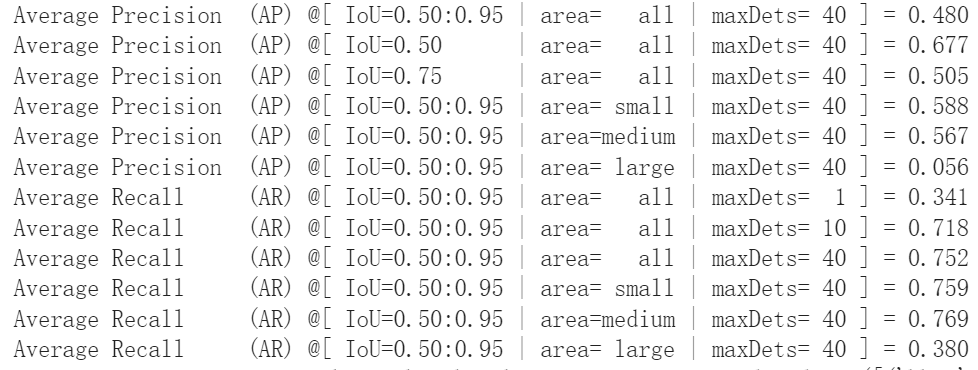 Average Precision  (AP) @[ IoU=0.50:0.95 | area=   all | maxDets= 40 ] = 0.480
Average Precision  (AP) @[ IoU=0.50      | area=   all | maxDets= 40 ] = 0.677
Average Precision  (AP) @[ IoU=0.75      | area=   all | maxDets= 40 ] = 0.505
Average Precision  (AP) @[ IoU=0.50:0.95 | area= small | maxDets= 40 ] = 0.588
Average Precision  (AP) @[ IoU=0.50:0.95 | area=medium | maxDets= 40 ] = 0.567
Average Precision  (AP) @[ IoU=0.50:0.95 | area= large | maxDets= 40 ] = 0.056
Average Recall     (AR) @[ IoU=0.50:0.95 | area=   all | maxDets=  1 ] = 0.341
Average Recall     (AR) @[ IoU=0.50:0.95 | area=   all | maxDets= 10 ] = 0.718
Average Recall     (AR) @[ IoU=0.50:0.95 | area=   all | maxDets= 40 ] = 0.752
Average Recall     (AR) @[ IoU=0.50:0.95 | area= small | maxDets= 40 ] = 0.759
Average Recall     (AR) @[ IoU=0.50:0.95 | area=medium | maxDets= 40 ] = 0.769
Average Recall     (AR) @[ IoU=0.50:0.95 | area= large | maxDets= 40 ] = 0.380